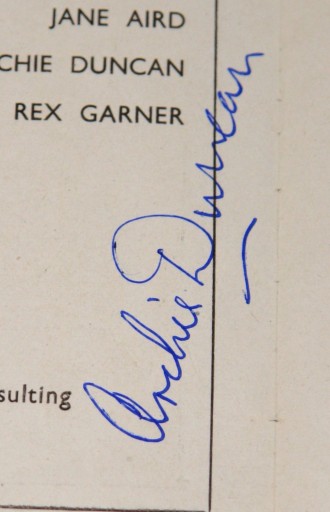 JANE AIRD
CHIE DUNCAN
REX GARNER
Archie Duncan
sulting